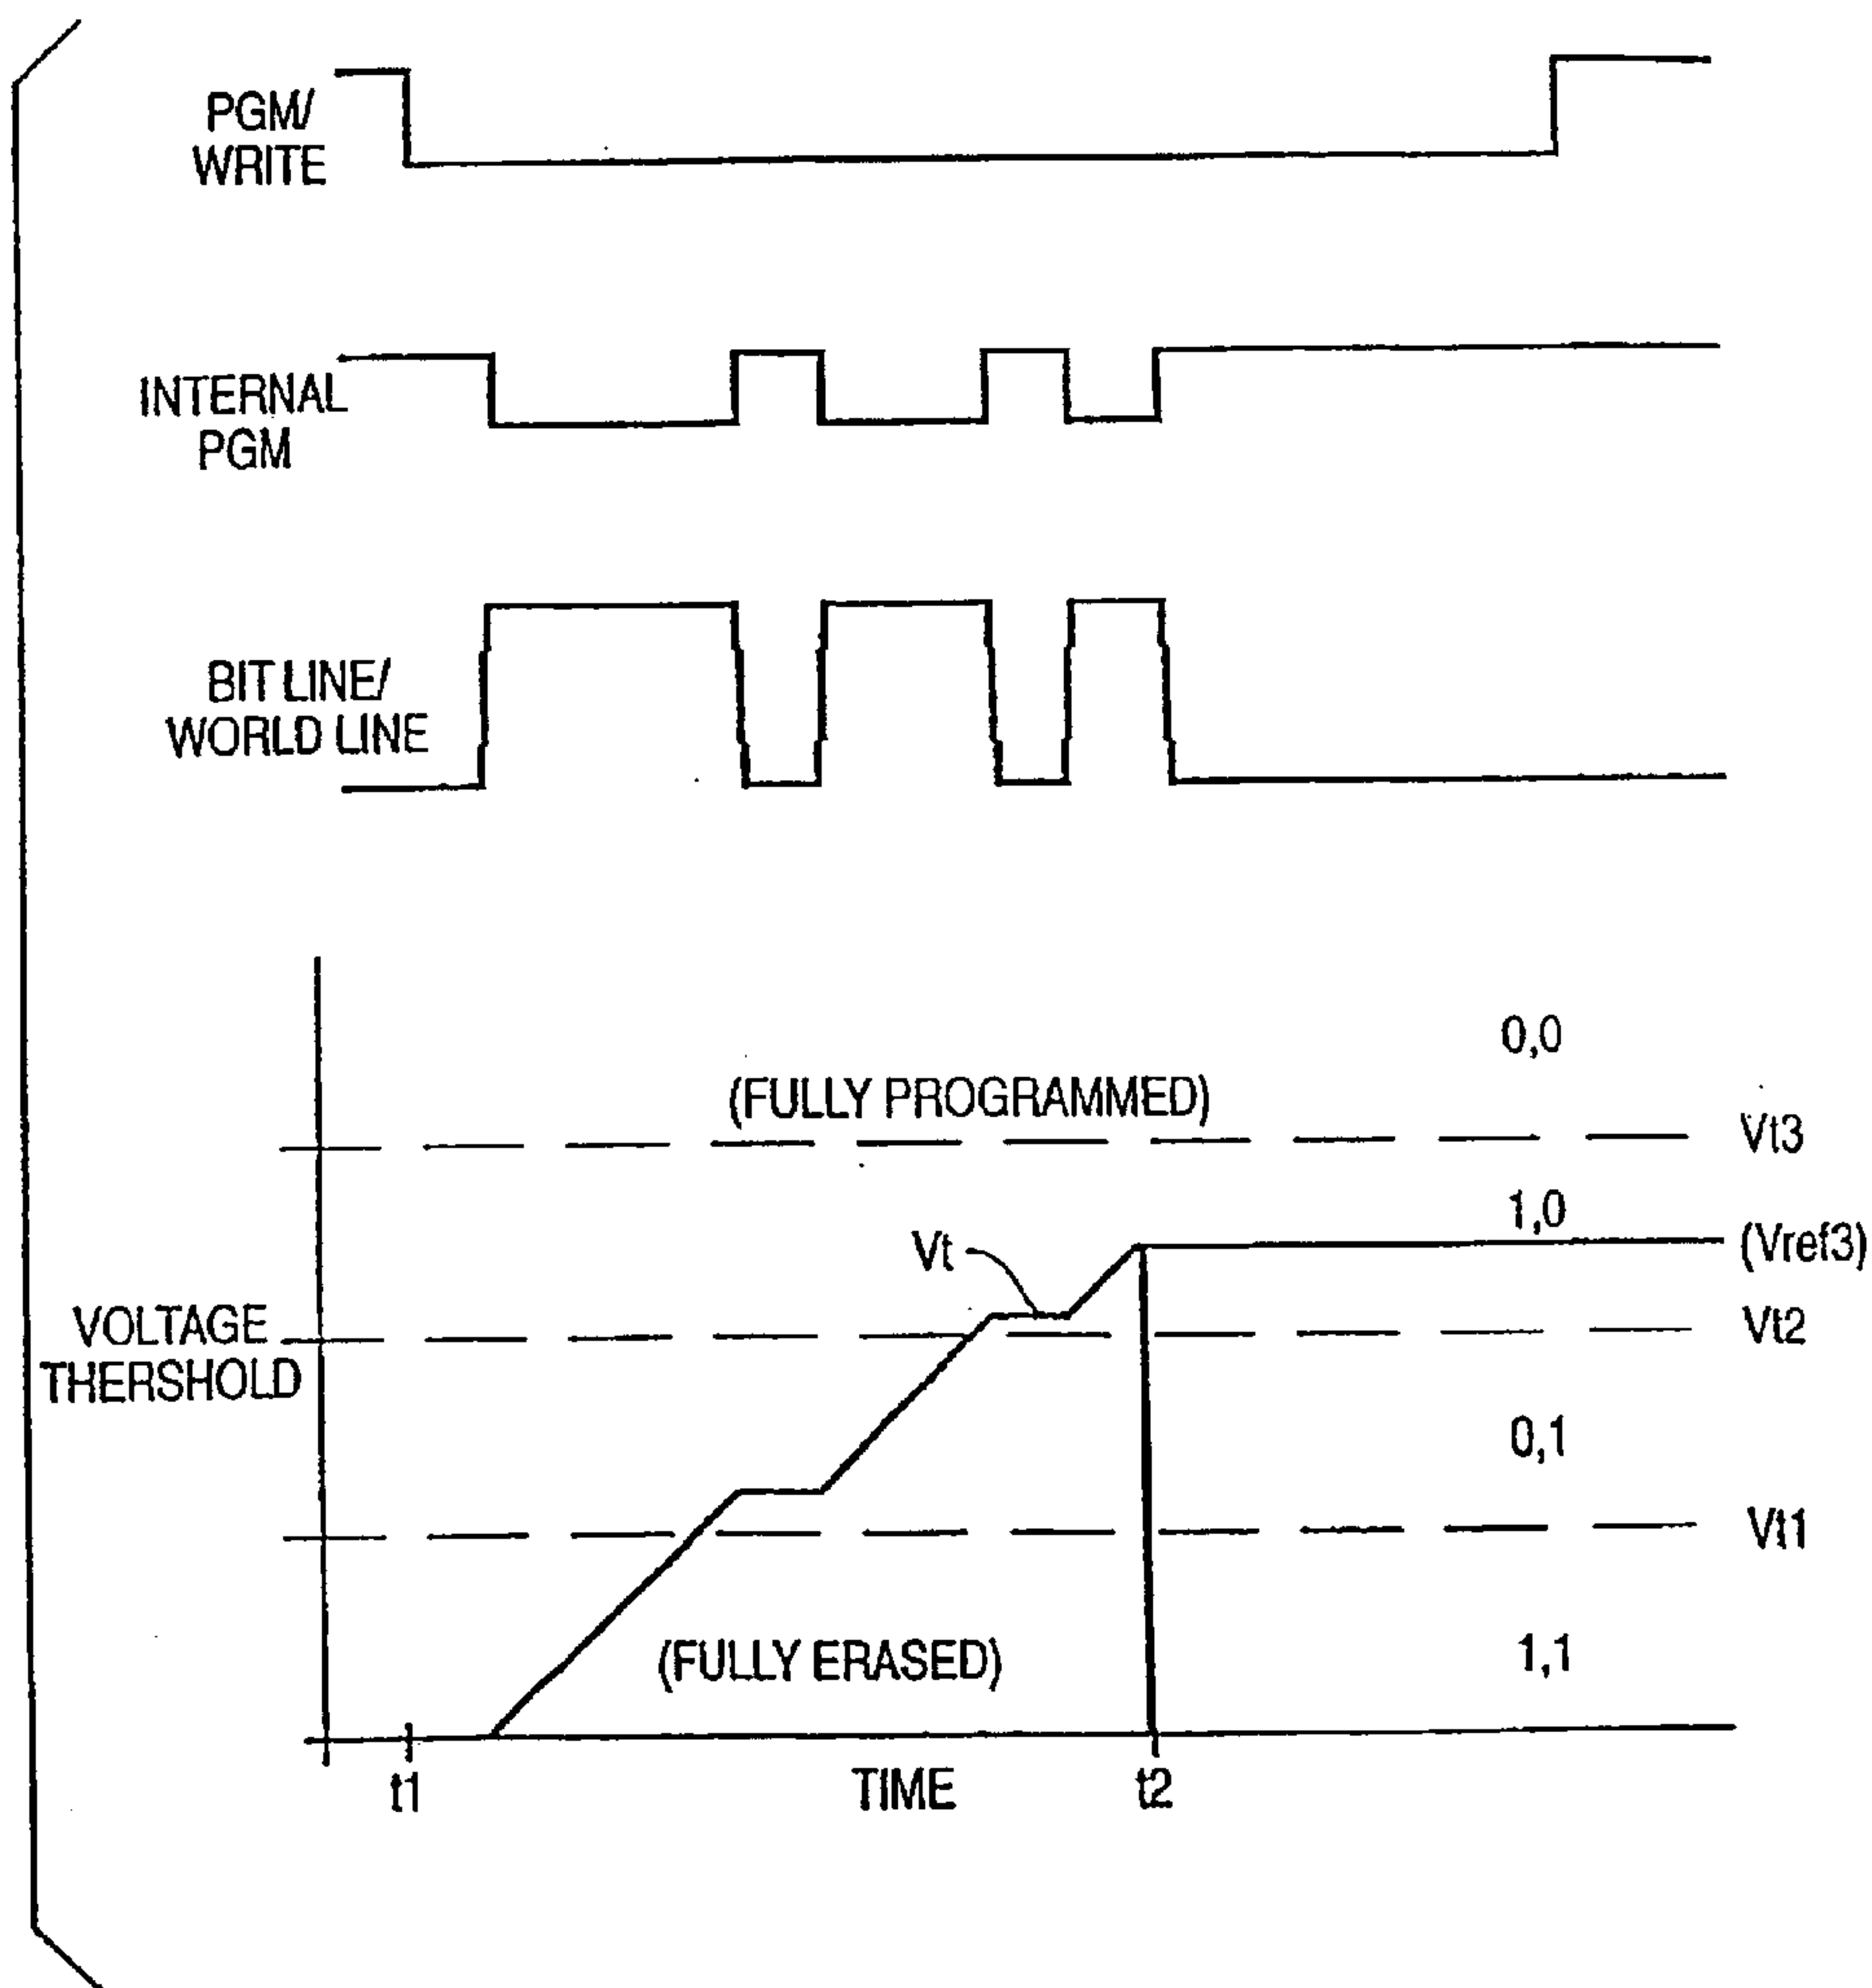 PGM/
WRITE
INTERNAL
PGM
BIT LINE/
WORLD LINE
0,0
(FULLY PROGRAMMED)
Vt3
1,0
Vt
(Vref3)
VOLTAGE
THERSHOLD
Vt2
0,1
Vt1
(FULLY ERASED)
1,1
t1
TIME
t2